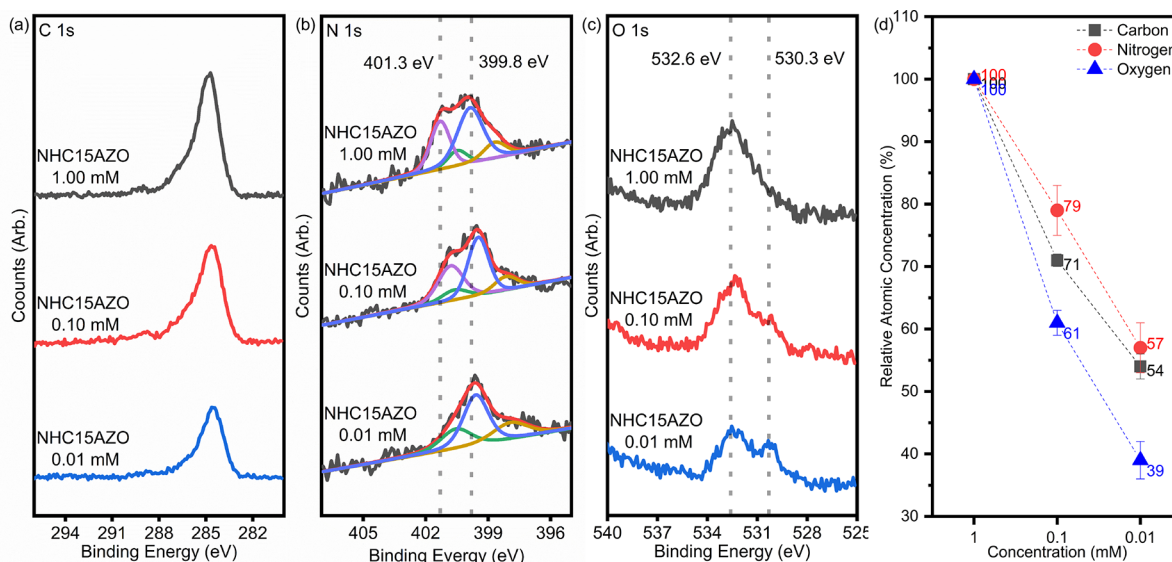 (a)
C 1s
NHC15AZO
1.00 mM
NHC15AZO
0.10 mM
NHC15AZO
0.01 mM
Coounts (Arb.)
294 291 288 285 282
Binding Energy (eV)
(b)
N 1s
401.3 eV
399.8 eV
NHC15AZO
1.00 mM
NHC15AZO
0.10 mM
NHC15AZO
0.01 mM
Counts (Arb.)
405 402 399 396
Binding Evergy (eV)
(c)
O 1s
532.6 eV
530.3 eV
NHC15AZO
1.00 mM
NHC15AZO
0.10 mM
NHC15AZO
0.01 mM
Counts (Arb.)
540 537 534 531 528 525
Binding Energy (eV)
(d)
Carbon
Nitrogen
Oxygen
Relative Atomic Concentration (%)
110
100
90
80
70
60
50
40
30
100
100
100
79
71
61
57
54
39
1 0.1 0.01
Concentration (mM)